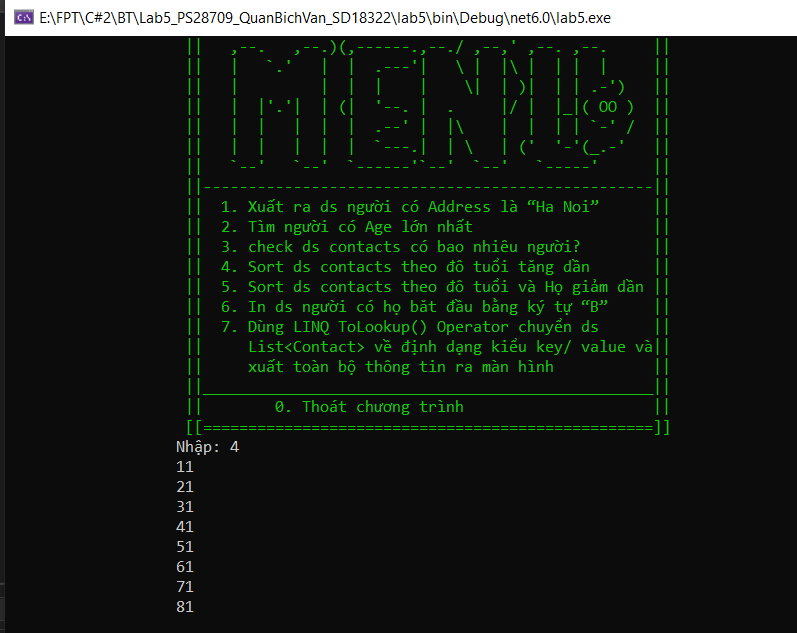 E:\FPT\C#2\BT\Lab5_PS28709_QuanBichVan_SD18322\lab5\bin\Debug\net6.0\lab5.exe
MENU
1. Xuất ra ds người có Address là “Ha Noi”
2. Tìm người có Age lớn nhất
3. check ds contacts có bao nhiêu người?
4. Sort ds contacts theo đô tuổi tăng dần
5. Sort ds contacts theo đô tuổi và Họ giảm dần
6. In ds người có họ băt đầu bằng ký tự “B”
7. Dùng LINQ ToLookup() Operator chuyển ds
List<Contact> về định dạng kiểu key/ value và
xuất toàn bộ thông tin ra màn hình
0. Thoát chương trình
Nhập: 4
11
21
31
41
51
61
71
81